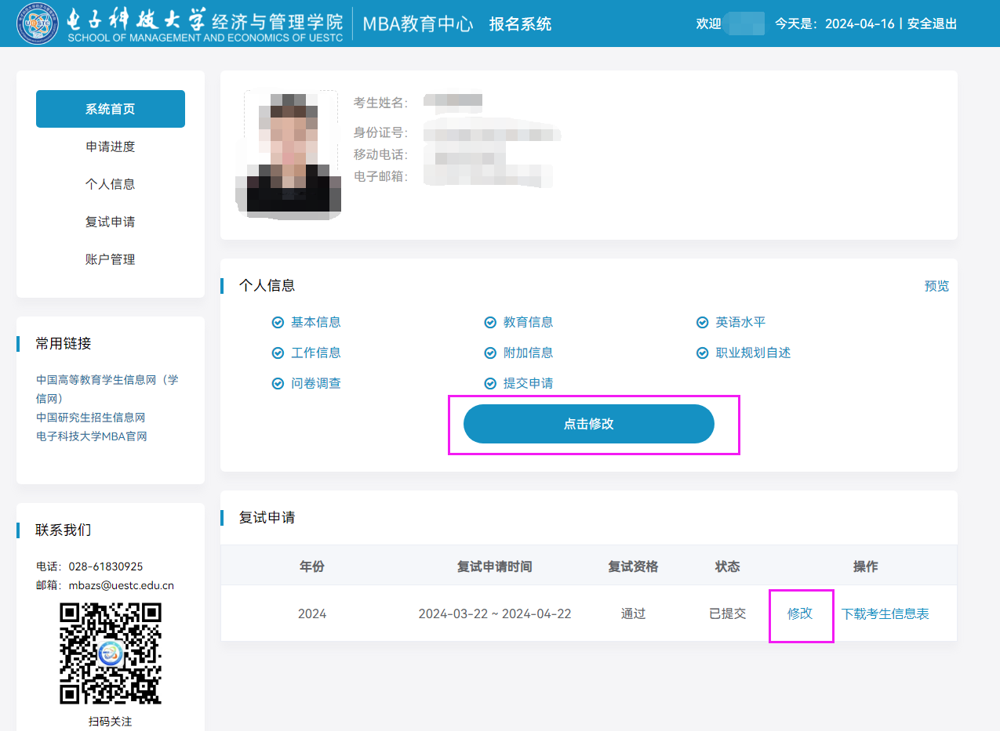 电子科技大学 经济与管理学院 MBA教育中心 报名系统
SCHOOL OF MANAGEMENT AND ECONOMICS OF UESTC
欢迎 今天是：2024-04-16 | 安全退出
系统首页
申请进度
个人信息
复试申请
账户管理
常用链接
中国高等教育学生信息网（学
信网）
中国研究生招生信息网
电子科技大学MBA官网
联系我们
电话：028-61830925
邮箱：mbazs@uestc.edu.cn
扫码关注
考生姓名：
身份证号：
移动电话：
电子邮箱：
个人信息 预览
基本信息 教育信息 英语水平
工作信息 附加信息 职业规划自述
问卷调查 提交申请
点击修改
复试申请
年份 复试申请时间 复试资格 状态 操作
2024 2024-03-22 ~ 2024-04-22 通过 已提交 修改 下载考生信息表